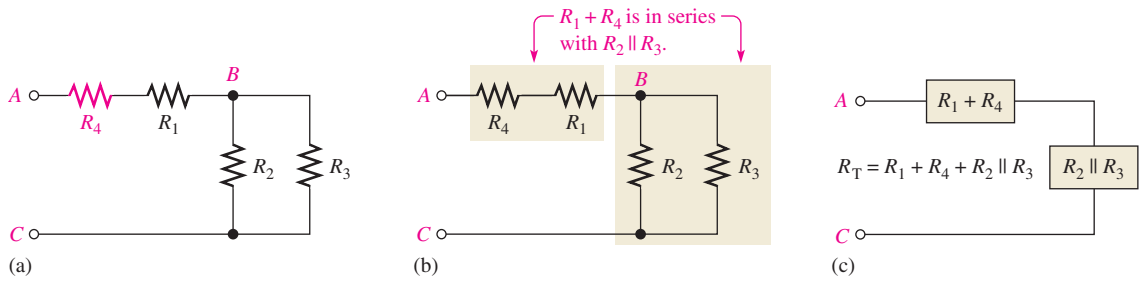 R₁ + R₄ is in series
with R₂ || R₃.
A
R₄
R₁
B
R₂
R₃
C
(a)
A
R₄
R₁
B
R₂
R₃
C
(b)
A
R₁ + R₄
R_T = R₁ + R₄ + R₂ || R₃
R₂ || R₃
C
(c)